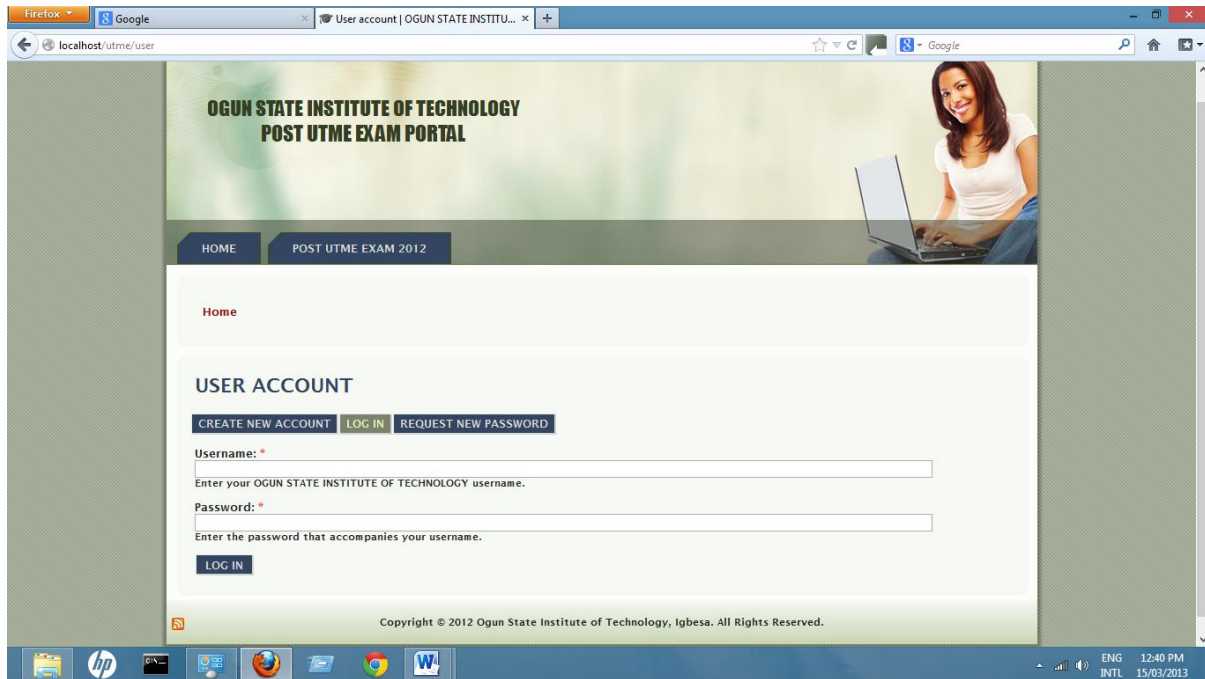 Firefox
Google
User account | OGUN STATE INSTITU...
localhost/utme/user
Google
OGUN STATE INSTITUTE OF TECHNOLOGY
POST UTME EXAM PORTAL
HOME
POST UTME EXAM 2012
Home
USER ACCOUNT
CREATE NEW ACCOUNT LOG IN REQUEST NEW PASSWORD
Username: *
Enter your OGUN STATE INSTITUTE OF TECHNOLOGY username.
Password: *
Enter the password that accompanies your username.
LOG IN
Copyright © 2012 Ogun State Institute of Technology, Igbesa. All Rights Reserved.
hp
C:\
W
ENG 12:40 PM
INTL 15/03/2013